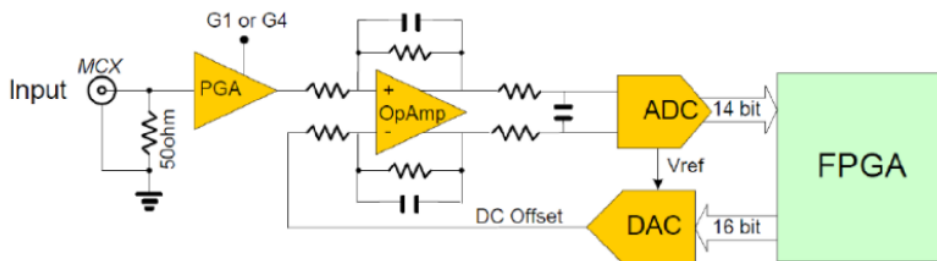 G1 or G4
Input
MCX
50ohm
PGA
+
OpAmp
-
ADC
14 bit
FPGA
Vref
DC Offset
DAC
16 bit